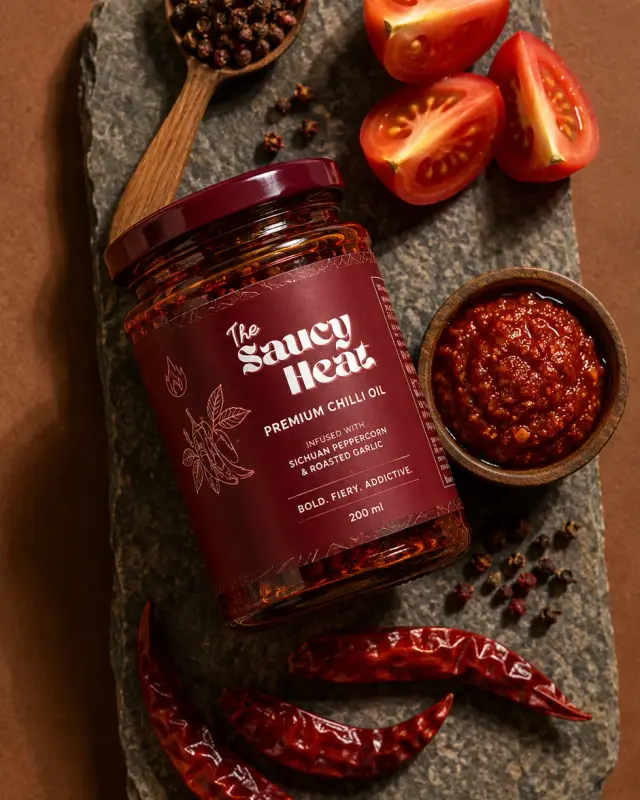 The
Saucy
Heat
PREMIUM CHILLI OIL
INFUSED WITH
SICHUAN PEPPERCORN
& ROASTED GARLIC
BOLD. FIERY. ADDICTIVE.
200 ml